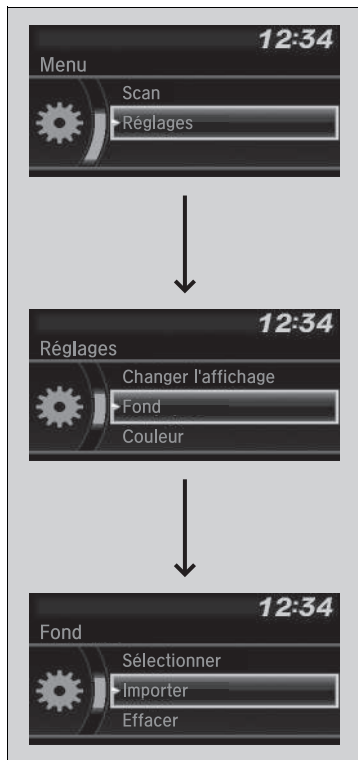 12:34
Menu
Scan
Réglages
12:34
Réglages
Changer l'affichage
Fond
Couleur
12:34
Fond
Sélectionner
Importer
Effacer